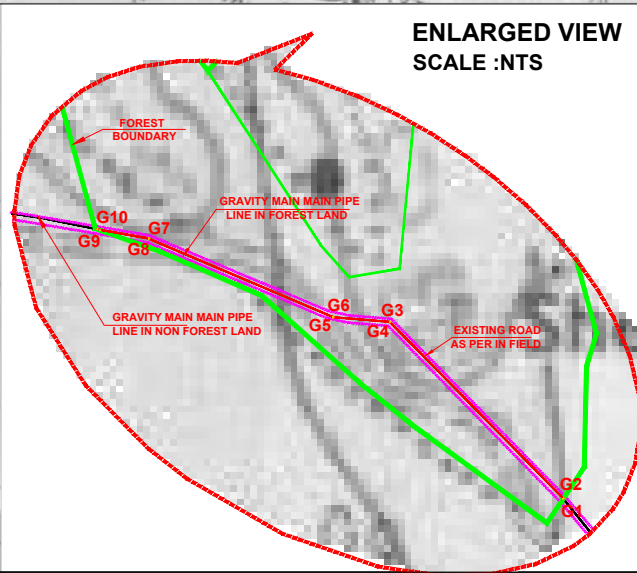 ENLARGED VIEW
SCALE :NTS
FOREST
BOUNDARY
GRAVITY MAIN MAIN PIPE
LINE IN FOREST LAND
G10
G9
G7
G8
G6
G5
G3
G4
GRAVITY MAIN MAIN PIPE
LINE IN NON FOREST LAND
EXISTING ROAD
AS PER IN FIELD
G2
G1